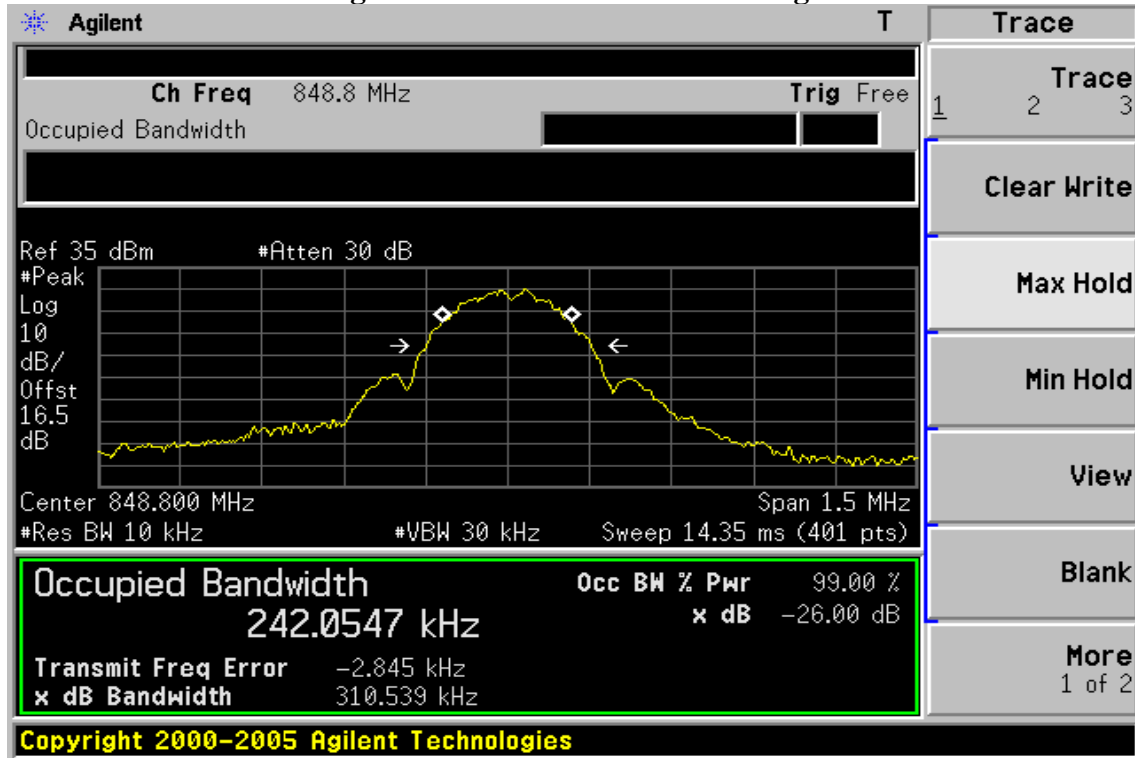 Agilent T Trace
Ch Freq 848.8 MHz Trig Free
Occupied Bandwidth
Trace
1 2 3
Clear Write
Max Hold
Min Hold
View
Blank
More
1 of 2
Ref 35 dBm #Atten 30 dB
#Peak
Log
10
dB/
Offst
16.5
dB
Center 848.800 MHz Span 1.5 MHz
#Res BW 10 kHz #VBW 30 kHz Sweep 14.35 ms (401 pts)
Occupied Bandwidth Occ BW % Pwr 99.00 %
242.0547 kHz x dB -26.00 dB
Transmit Freq Error -2.845 kHz
x dB Bandwidth 310.539 kHz
Copyright 2000-2005 Agilent Technologies